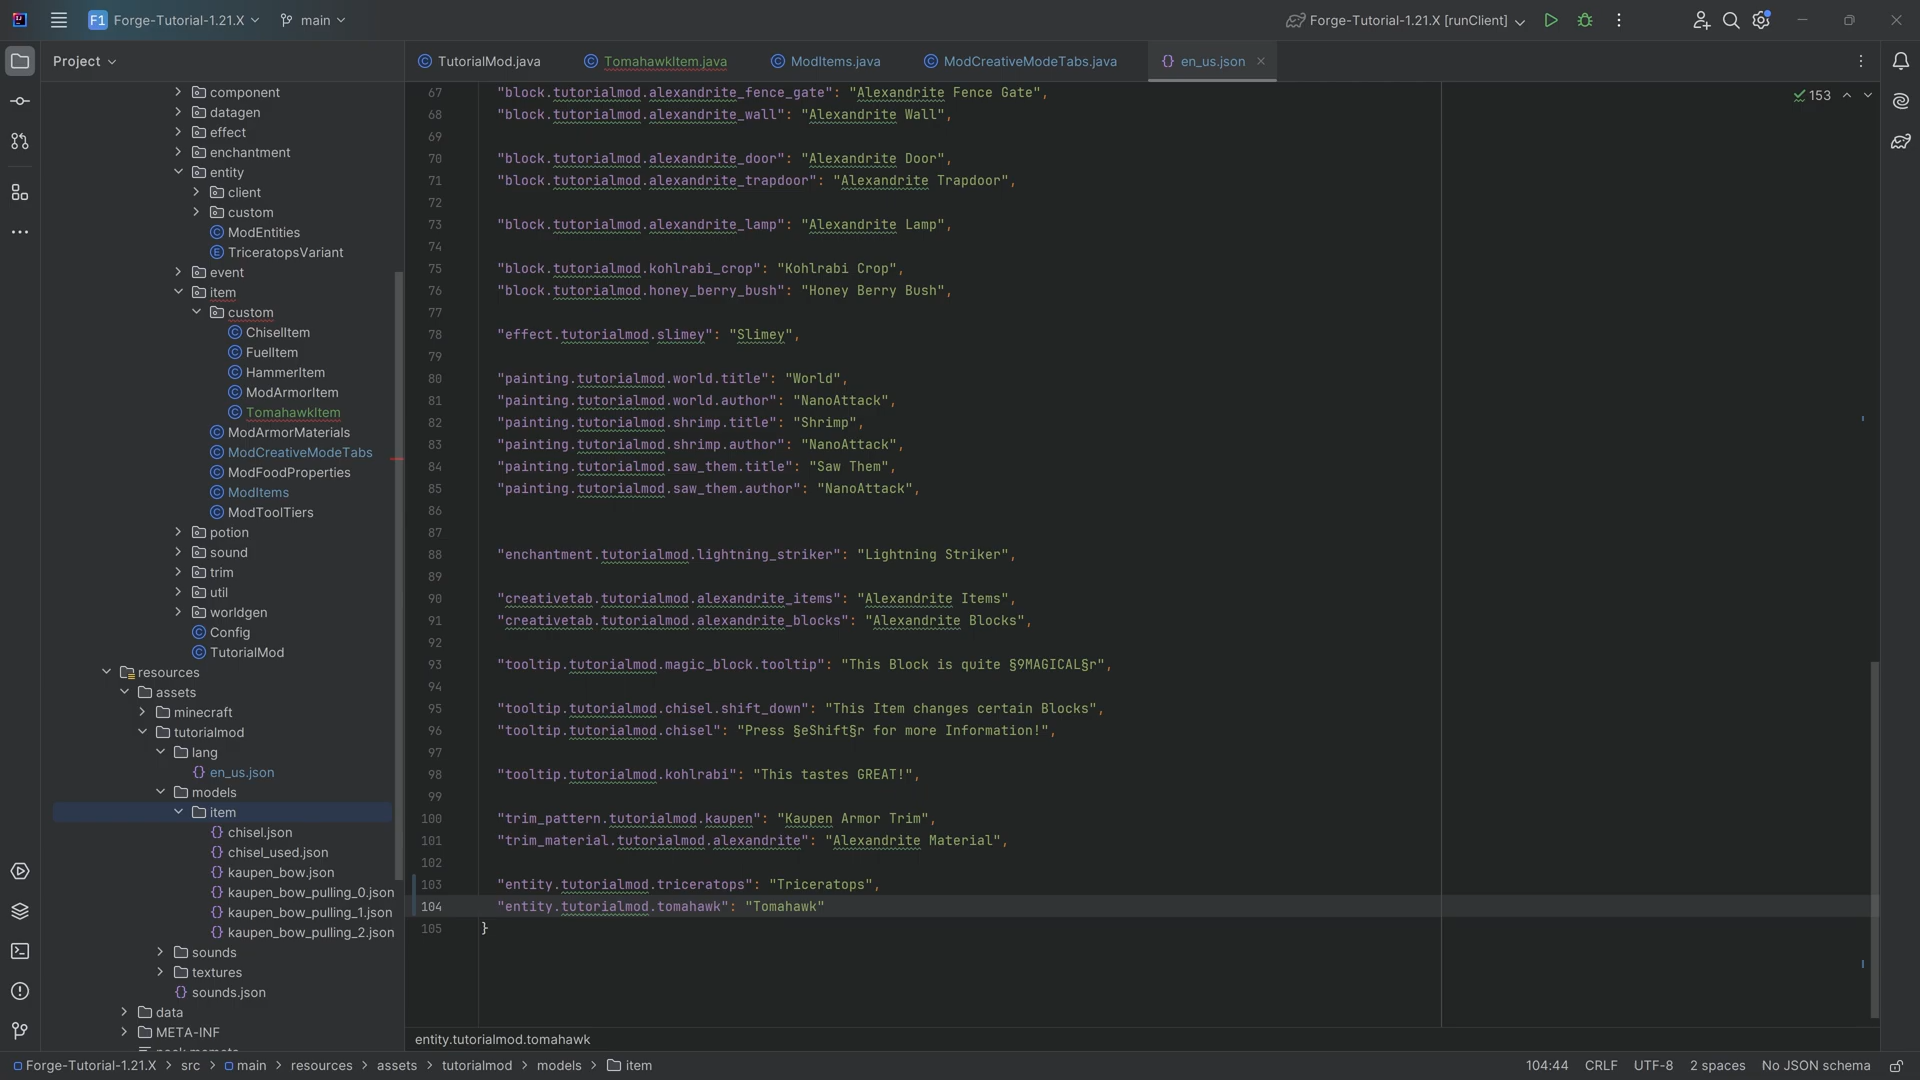 F1 Forge-Tutorial-1.21.X main Forge-Tutorial-1.21.X [runClient]
Project
TutorialMod.java TomahawkItem.java ModItems.java ModCreativeModeTabs.java {} en_us.json
component
datagen
effect
enchantment
entity
client
custom
ModEntities
TriceratopsVariant
event
item
custom
ChiselItem
FuelItem
HammerItem
ModArmorItem
TomahawkItem
ModArmorMaterials
ModCreativeModeTabs
ModFoodProperties
ModItems
ModToolTiers
potion
sound
trim
util
worldgen
Config
TutorialMod
resources
assets
minecraft
tutorialmod
lang
{} en_us.json
models
item
{} chisel.json
{} chisel_used.json
{} kaupen_bow.json
{} kaupen_bow_pulling_0.json
{} kaupen_bow_pulling_1.json
{} kaupen_bow_pulling_2.json
sounds
textures
{} sounds.json
data
META-INF
153
67 "block.tutorialmod.alexandrite_fence_gate": "Alexandrite Fence Gate",
68 "block.tutorialmod.alexandrite_wall": "Alexandrite Wall",
69
70 "block.tutorialmod.alexandrite_door": "Alexandrite Door",
71 "block.tutorialmod.alexandrite_trapdoor": "Alexandrite Trapdoor",
72
73 "block.tutorialmod.alexandrite_lamp": "Alexandrite Lamp",
74
75 "block.tutorialmod.kohlrabi_crop": "Kohlrabi Crop",
76 "block.tutorialmod.honey_berry_bush": "Honey Berry Bush",
77
78 "effect.tutorialmod.slimey": "Slimey",
79
80 "painting.tutorialmod.world.title": "World",
81 "painting.tutorialmod.world.author": "NanoAttack",
82 "painting.tutorialmod.shrimp.title": "Shrimp",
83 "painting.tutorialmod.shrimp.author": "NanoAttack",
84 "painting.tutorialmod.saw_them.title": "Saw Them",
85 "painting.tutorialmod.saw_them.author": "NanoAttack",
86
87
88 "enchantment.tutorialmod.lightning_striker": "Lightning Striker",
89
90 "creativetab.tutorialmod.alexandrite_items": "Alexandrite Items",
91 "creativetab.tutorialmod.alexandrite_blocks": "Alexandrite Blocks",
92
93 "tooltip.tutorialmod.magic_block.tooltip": "This Block is quite §9MAGICAL§r",
94
95 "tooltip.tutorialmod.chisel.shift_down": "This Item changes certain Blocks",
96 "tooltip.tutorialmod.chisel": "Press §eShift§r for more Information!",
97
98 "tooltip.tutorialmod.kohlrabi": "This tastes GREAT!",
99
100 "trim_pattern.tutorialmod.kaupen": "Kaupen Armor Trim",
101 "trim_material.tutorialmod.alexandrite": "Alexandrite Material",
102
103 "entity.tutorialmod.triceratops": "Triceratops",
104 "entity.tutorialmod.tomahawk": "Tomahawk"
105 }
entity.tutorialmod.tomahawk
Forge-Tutorial-1.21.X > src > main > resources > assets > tutorialmod > models > item 104:44 CRLF UTF-8 2 spaces No JSON schema